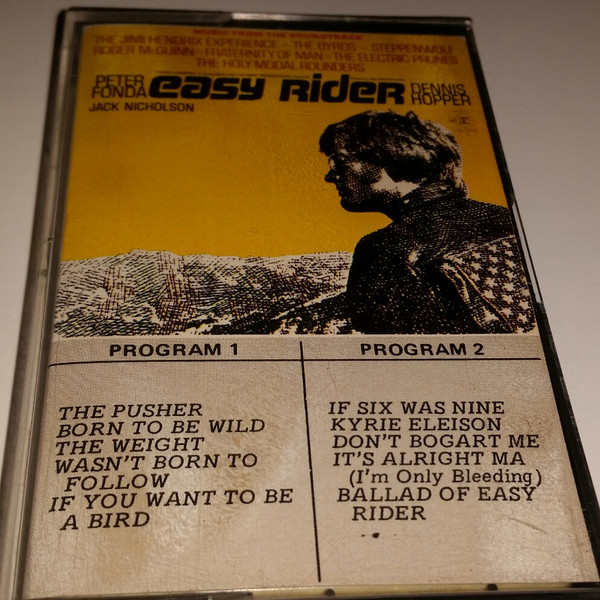 MUSIC FROM THE SOUNDTRACK
THE JIMI HENDRIX EXPERIENCE • THE BYRDS • STEPPENWOLF
ROGER McGUINN • FRATERNITY OF MAN • THE ELECTRIC PRUNES
THE HOLY MODAL ROUNDERS
PETER FONDA
easy rider
DENNIS HOPPER
JACK NICHOLSON
PROGRAM 1
THE PUSHER
BORN TO BE WILD
THE WEIGHT
WASN'T BORN TO
FOLLOW
IF YOU WANT TO BE
A BIRD
PROGRAM 2
IF SIX WAS NINE
KYRIE ELEISON
DON'T BOGART ME
IT'S ALRIGHT MA
(I'm Only Bleeding)
BALLAD OF EASY
RIDER